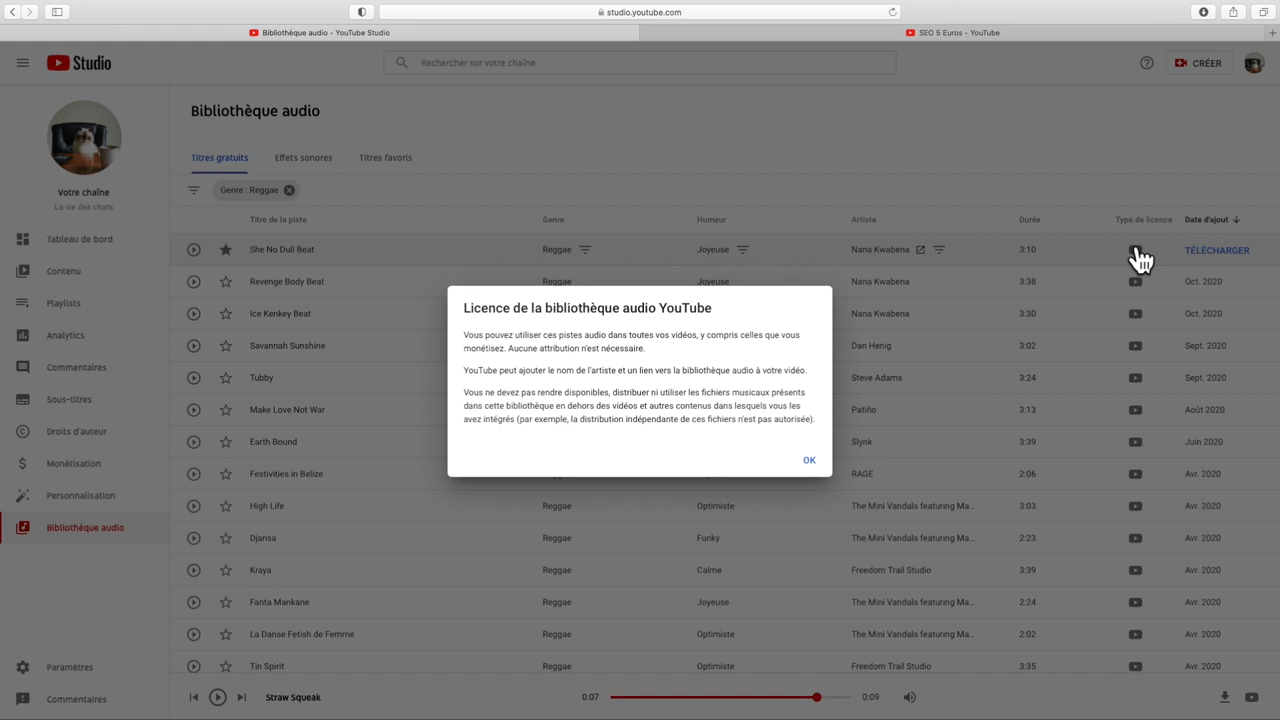 studio.youtube.com
Bibliothèque audio - YouTube Studio
SEO 5 Euros - YouTube
Studio
Rechercher sur votre chaîne
CRÉER
Votre chaîne
La vie des chats
Tableau de bord
Contenu
Playlists
Analytics
Commentaires
Sous-titres
Droits d'auteur
Monétisation
Personnalisation
Bibliothèque audio
Paramètres
Commentaires
Bibliothèque audio
Titres gratuits Effets sonores Titres favoris
Genre : Reggae
Titre de la piste Genre Humeur Artiste Durée Type de licence Date d'ajout
She No Dull Beat Reggae Joyeuse Nana Kwabena 3:10 TÉLÉCHARGER
Revenge Body Beat Reggae Joyeuse Nana Kwabena 3:38 Oct. 2020
Ice Kenkey Beat Nana Kwabena 3:30 Oct. 2020
Savannah Sunshine Dan Henig 3:02 Sept. 2020
Tubby Steve Adams 3:24 Sept. 2020
Make Love Not War Patiño 3:13 Août 2020
Earth Bound Slynk 3:39 Juin 2020
Festivities in Belize RAGE 2:06 Avr. 2020
High Life Reggae Optimiste The Mini Vandals featuring Ma... 3:03 Avr. 2020
Djansa Reggae Funky The Mini Vandals featuring Ma... 2:23 Avr. 2020
Kraya Reggae Calme Freedom Trail Studio 3:39 Avr. 2020
Fanta Mankane Reggae Joyeuse The Mini Vandals featuring Ma... 2:24 Avr. 2020
La Danse Fetish de Femme Reggae Optimiste The Mini Vandals featuring Ma... 2:02 Avr. 2020
Tin Spirit Reggae Optimiste Freedom Trail Studio 3:35 Avr. 2020
Licence de la bibliothèque audio YouTube
Vous pouvez utiliser ces pistes audio dans toutes vos vidéos, y compris celles que vous
monétisez. Aucune attribution n'est nécessaire.
YouTube peut ajouter le nom de l'artiste et un lien vers la bibliothèque audio à votre vidéo.
Vous ne devez pas rendre disponibles, distribuer ni utiliser les fichiers musicaux présents
dans cette bibliothèque en dehors des vidéos et autres contenus dans lesquels vous les
avez intégrés (par exemple, la distribution indépendante de ces fichiers n'est pas autorisée).
OK
Straw Squeak 0:07 0:09